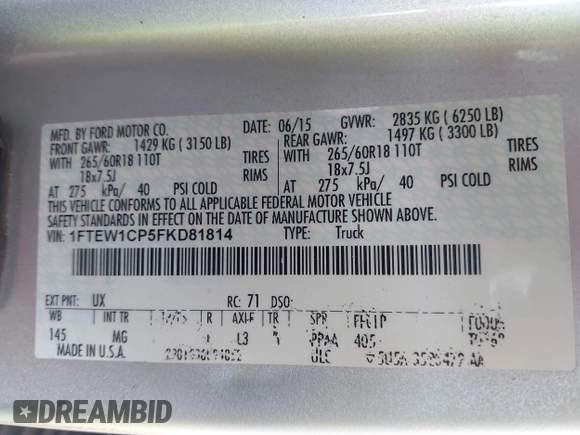 MFD. BY FORD MOTOR CO. DATE: 06/15 GVWR: 2835 KG ( 6250 LB)
FRONT GAWR: 1429 KG ( 3150 LB) REAR GAWR: 1497 KG ( 3300 LB)
WITH 265/60R18 110T TIRES WITH 265/60R18 110T TIRES
18x7.5J RIMS 18x7.5J RIMS
AT 275 kPa/ 40 PSI COLD AT 275 kPa/ 40 PSI COLD
THIS VEHICLE CONFORMS TO ALL APPLICABLE FEDERAL MOTOR VEHICLE
SAFETY STANDARDS IN EFFECT ON THE DATE OF MANUFACTURE SHOWN ABOVE.
VIN: 1FTEW1CP5FKD81814 TYPE: Truck
EXT PNT: UX RC: 71 DSO:
WB INT TR R AXLE TR SPR
145 MG L3 405
MADE IN U.S.A. ULC
DREAMBID